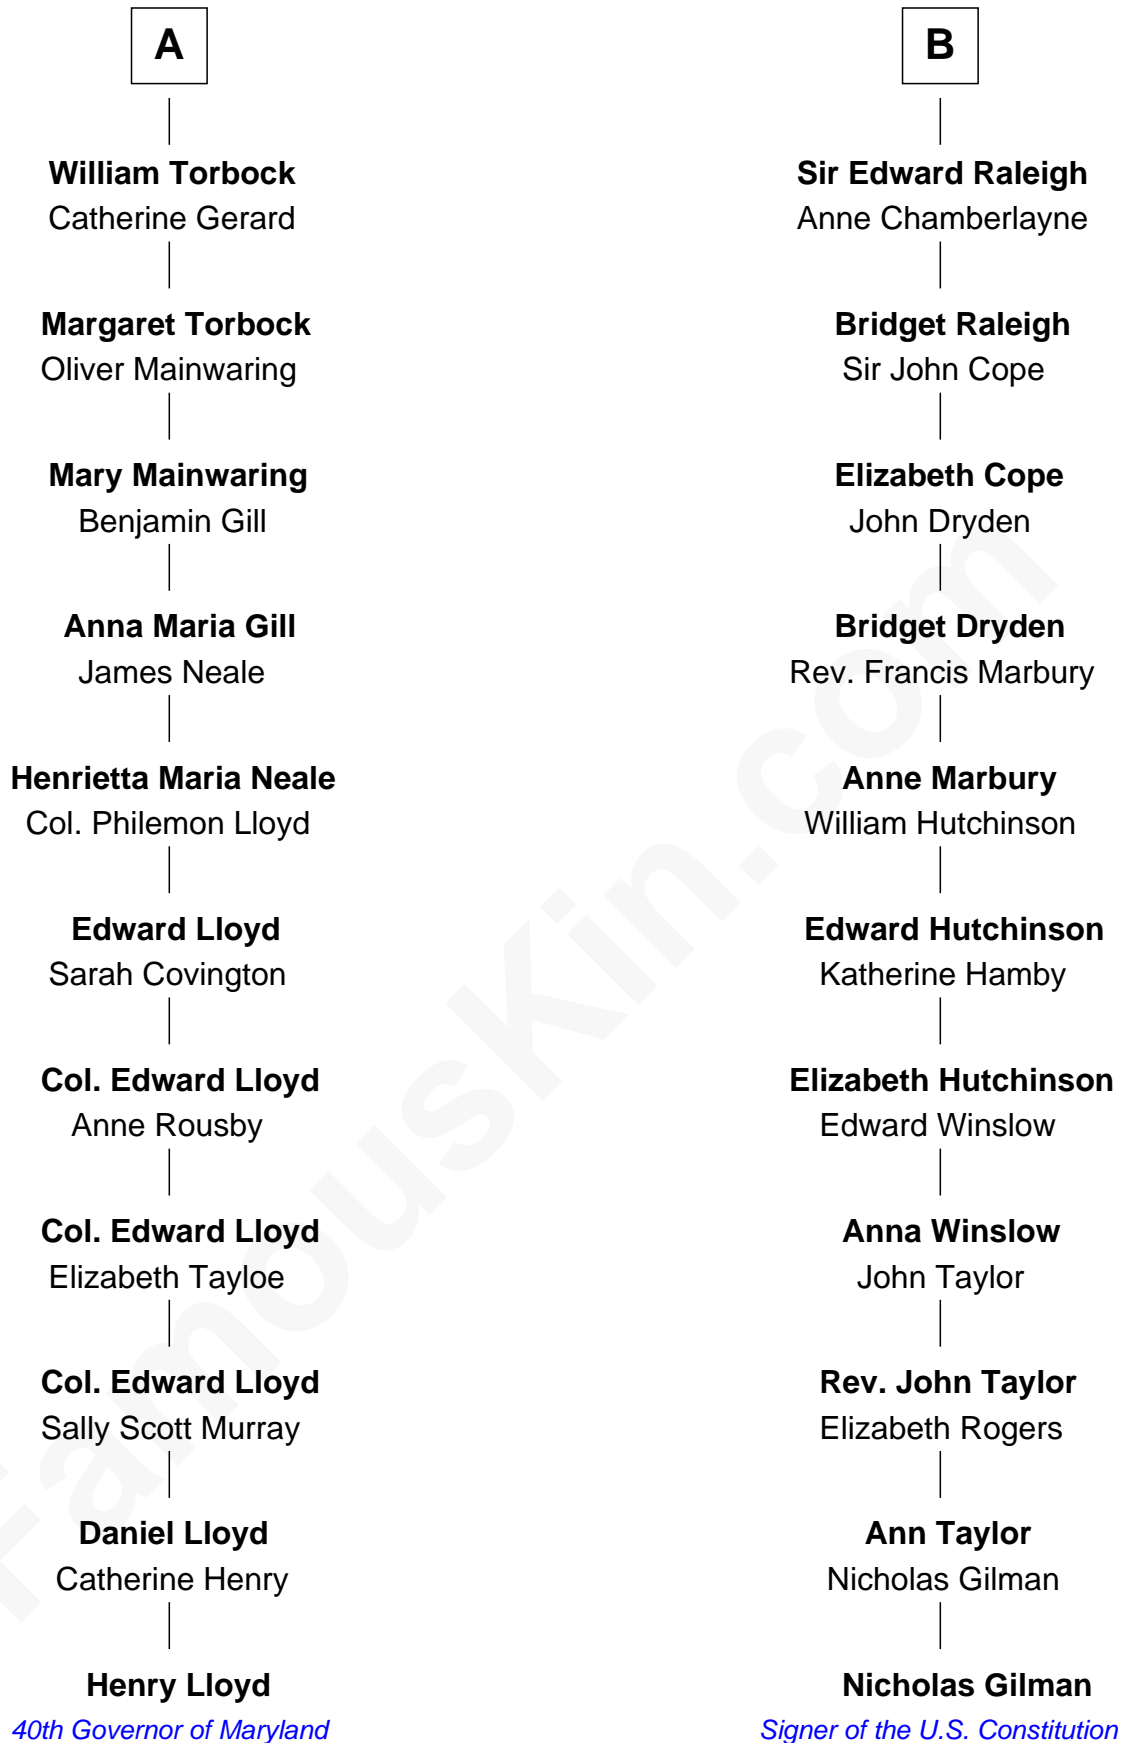 A
William Torbock
Catherine Gerard
Margaret Torbock
Oliver Mainwaring
Mary Mainwaring
Benjamin Gill
Anna Maria Gill
James Neale
Henrietta Maria Neale
Col. Philemon Lloyd
Edward Lloyd
Sarah Covington
Col. Edward Lloyd
Anne Rousby
Col. Edward Lloyd
Elizabeth Tayloe
Col. Edward Lloyd
Sally Scott Murray
Daniel Lloyd
Catherine Henry
Henry Lloyd
40th Governor of Maryland
B
Sir Edward Raleigh
Anne Chamberlayne
Bridget Raleigh
Sir John Cope
Elizabeth Cope
John Dryden
Bridget Dryden
Rev. Francis Marbury
Anne Marbury
William Hutchinson
Edward Hutchinson
Katherine Hamby
Elizabeth Hutchinson
Edward Winslow
Anna Winslow
John Taylor
Rev. John Taylor
Elizabeth Rogers
Ann Taylor
Nicholas Gilman
Nicholas Gilman
Signer of the U.S. Constitution
FamousKin.com